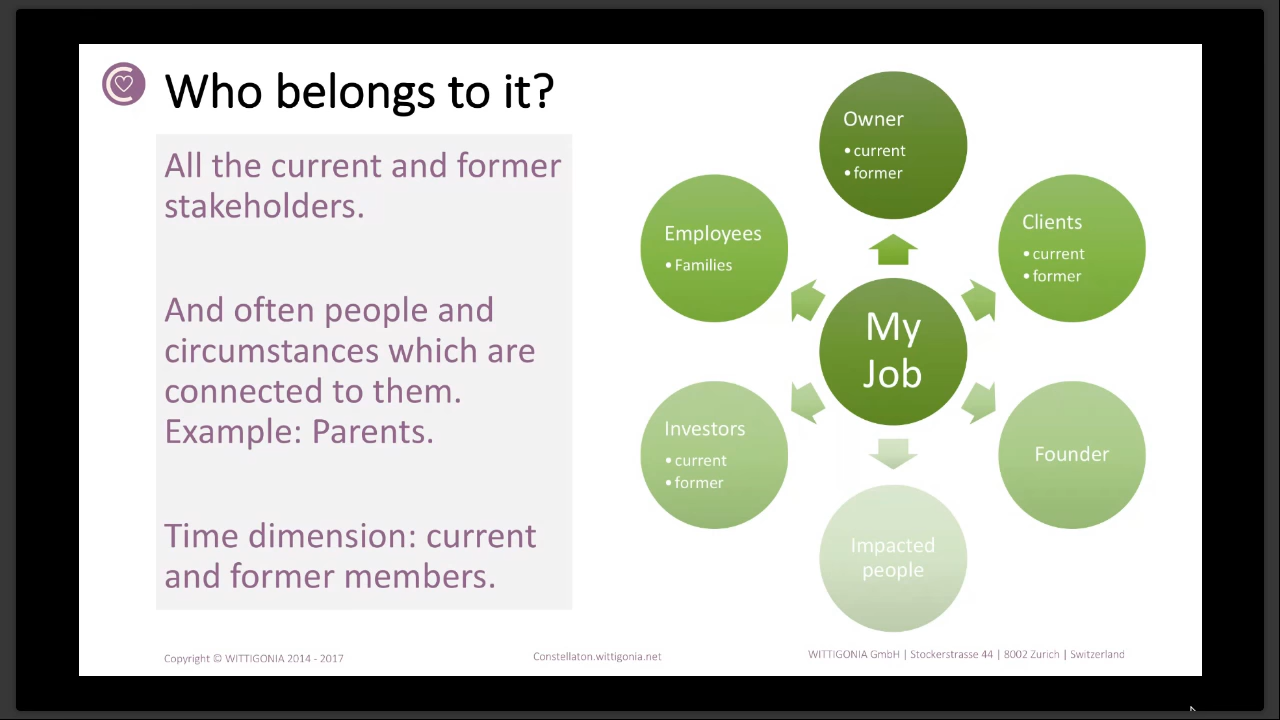 Who belongs to it?
All the current and former
stakeholders.
And often people and
circumstances which are
connected to them.
Example: Parents.
Time dimension: current
and former members.
Owner
• current
• former
Clients
• current
• former
Founder
Impacted
people
Investors
• current
• former
Employees
• Families
My
Job
Copyright © WITTIGONIA 2014 - 2017
Constellaton.wittigonia.net
WITTIGONIA GmbH | Stockerstrasse 44 | 8002 Zurich | Switzerland